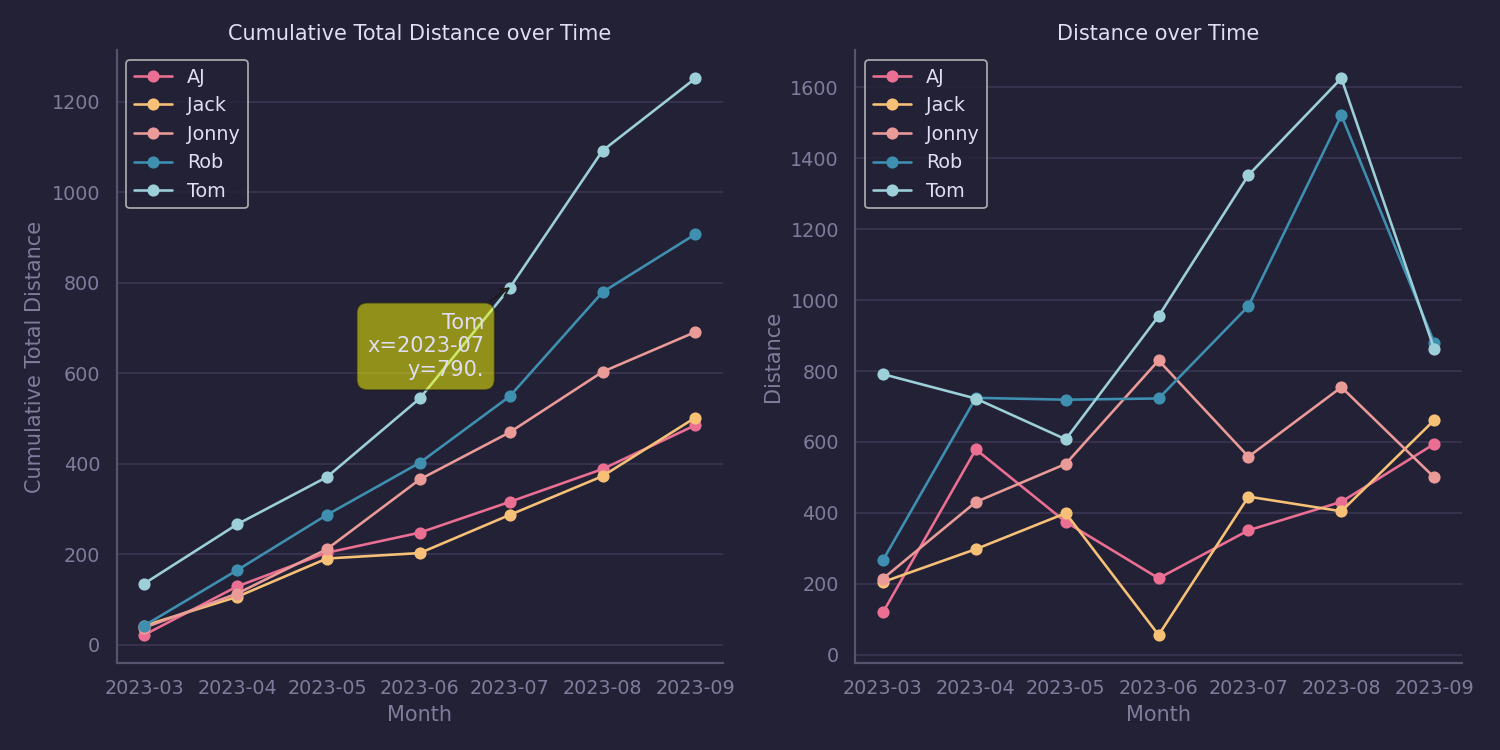 Cumulative Total Distance over Time
AJ
Jack
Jonny
Rob
Tom
1200
1000
800
600
400
200
0
Cumulative Total Distance
Tom
x=2023-07
y=790.
2023-03 2023-04 2023-05 2023-06 2023-07 2023-08 2023-09
Month
Distance over Time
AJ
Jack
Jonny
Rob
Tom
1600
1400
1200
1000
800
600
400
200
0
Distance
2023-03 2023-04 2023-05 2023-06 2023-07 2023-08 2023-09
Month